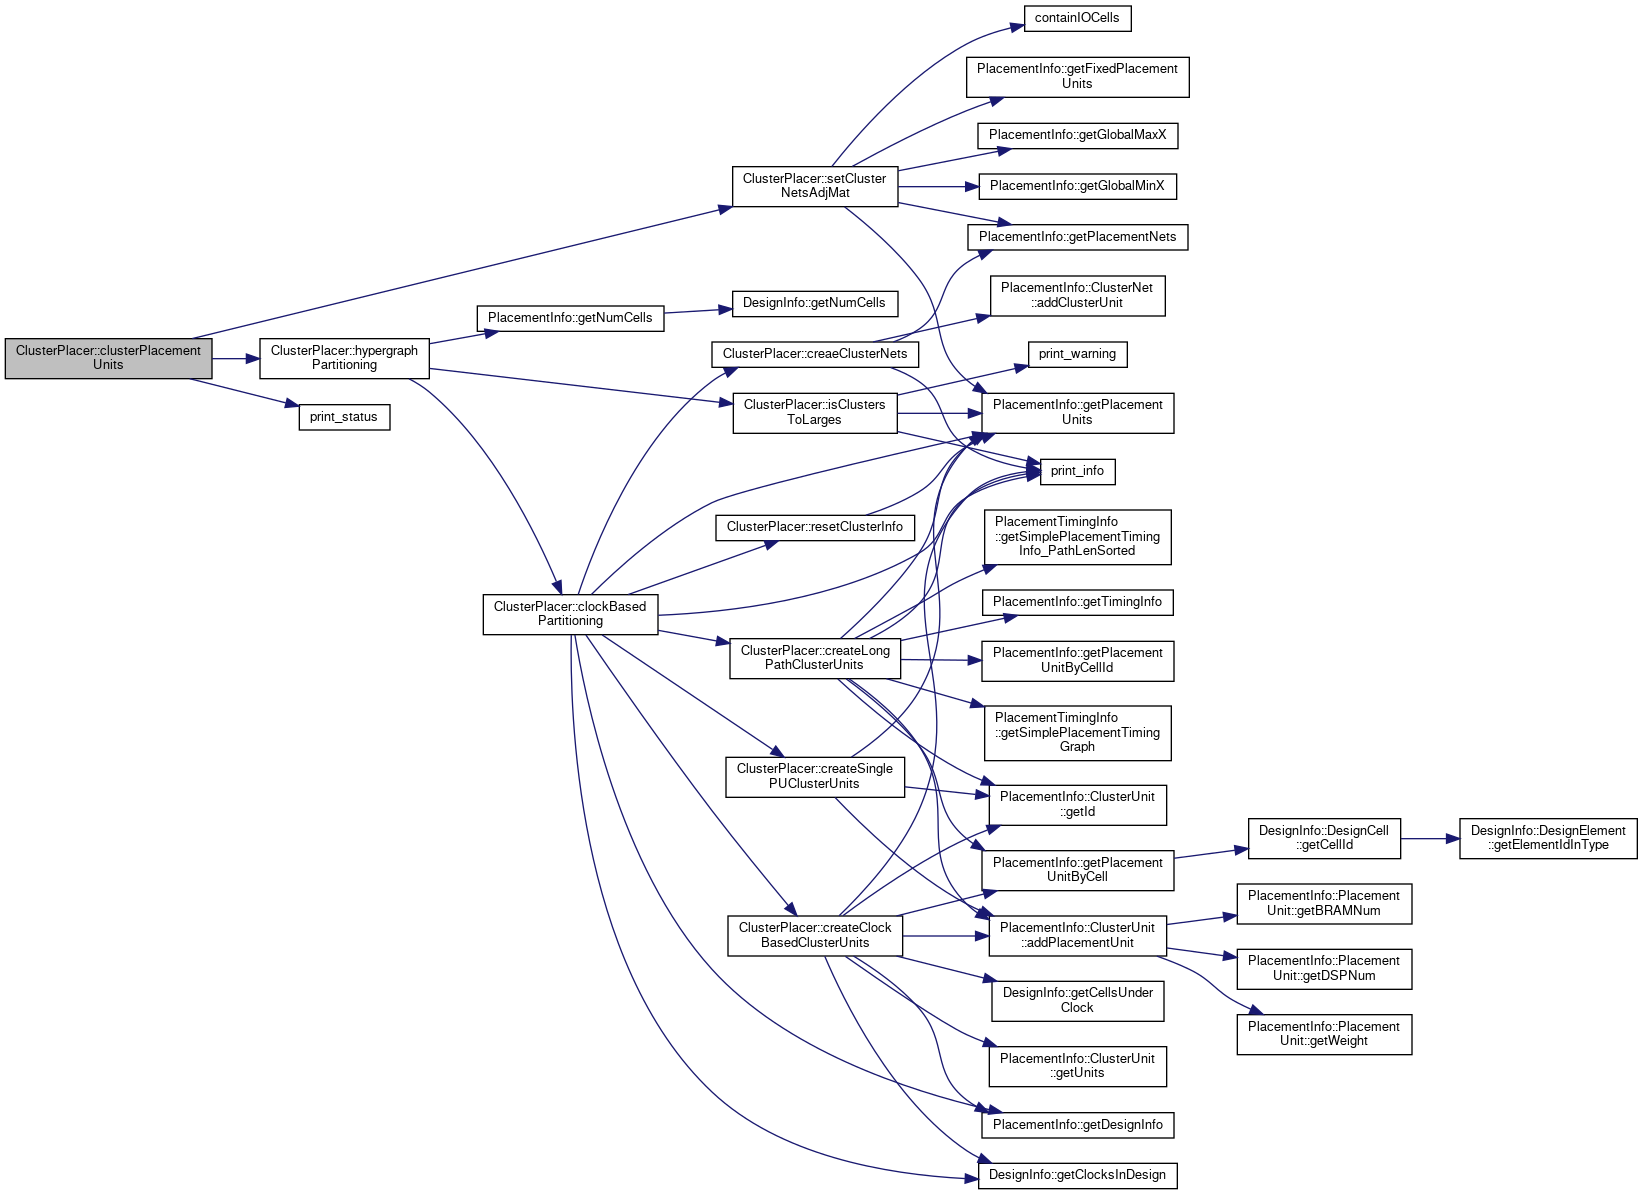 ClusterPlacer::clusterPlacement
Units
ClusterPlacer::hypergraph
Partitioning
print_status
PlacementInfo::getNumCells
ClusterPlacer::clockBased
Partitioning
ClusterPlacer::setCluster
NetsAdjMat
DesignInfo::getNumCells
ClusterPlacer::creaeClusterNets
ClusterPlacer::isClusters
ToLarges
ClusterPlacer::resetClusterInfo
ClusterPlacer::createLong
PathClusterUnits
ClusterPlacer::createSingle
PUClusterUnits
ClusterPlacer::createClock
BasedClusterUnits
containIOCells
PlacementInfo::getFixedPlacement
Units
PlacementInfo::getGlobalMaxX
PlacementInfo::getGlobalMinX
PlacementInfo::getPlacementNets
PlacementInfo::ClusterNet
::addClusterUnit
print_warning
PlacementInfo::getPlacement
Units
print_info
PlacementTimingInfo
::getSimplePlacementTiming
Info_PathLenSorted
PlacementInfo::getTimingInfo
PlacementInfo::getPlacement
UnitByCellId
PlacementTimingInfo
::getSimplePlacementTiming
Graph
PlacementInfo::ClusterUnit
::getId
PlacementInfo::getPlacement
UnitByCell
PlacementInfo::ClusterUnit
::addPlacementUnit
DesignInfo::getCellsUnder
Clock
PlacementInfo::ClusterUnit
::getUnits
PlacementInfo::getDesignInfo
DesignInfo::getClocksInDesign
DesignInfo::DesignCell
::getCellId
PlacementInfo::Placement
Unit::getBRAMNum
PlacementInfo::Placement
Unit::getDSPNum
PlacementInfo::Placement
Unit::getWeight
DesignInfo::DesignElement
::getElementIdInType